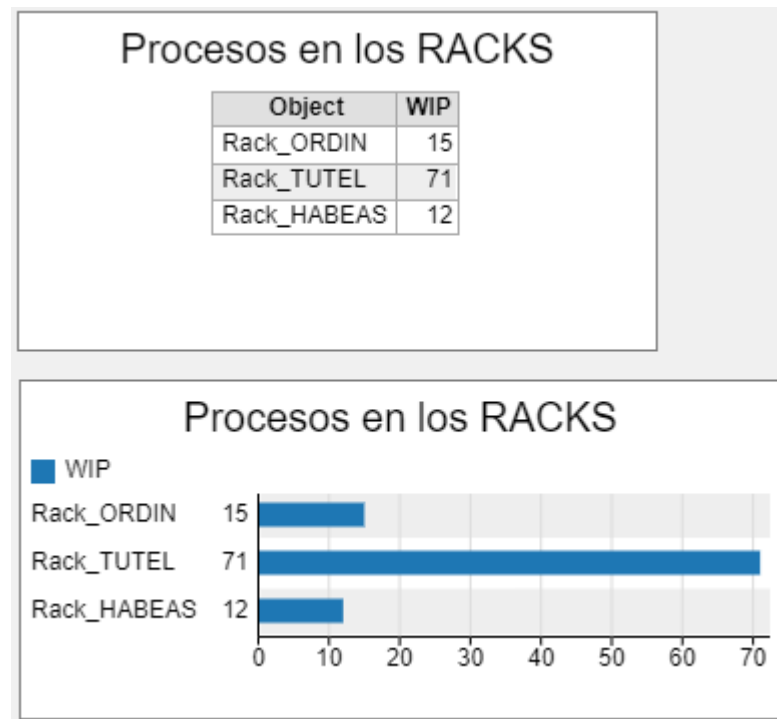 Procesos en los RACKS
Object WIP
Rack_ORDIN 15
Rack_TUTEL 71
Rack_HABEAS 12
Procesos en los RACKS
WIP
Rack_ORDIN 15
Rack_TUTEL 71
Rack_HABEAS 12
0 10 20 30 40 50 60 70